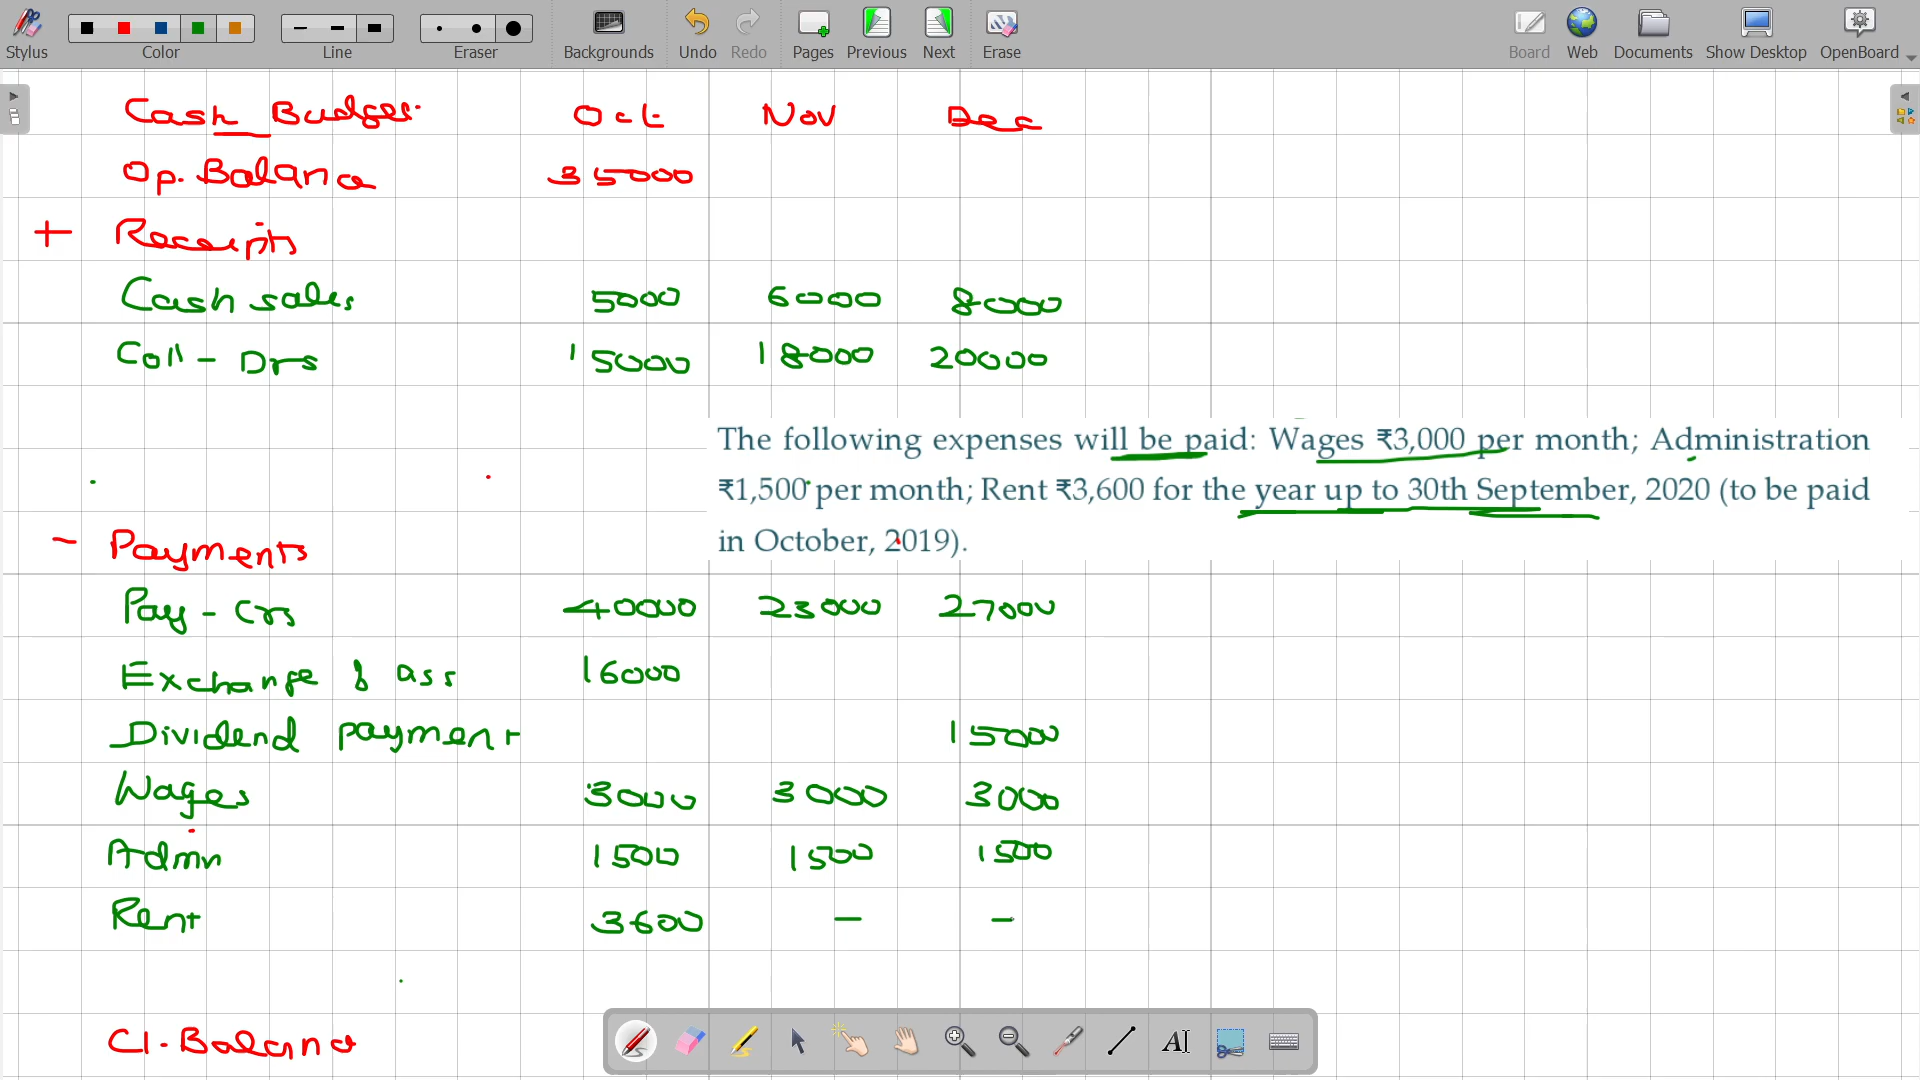 Stylus Color Line Eraser Backgrounds Undo Redo Pages Previous Next Erase Board Web Documents Show Desktop OpenBoard
Cash Budget Oct Nov Dec
Op. Balance 35000
+ Receipts
Cash sales 5000 6000 8000
Coll - Drs 15000 18000 20000
The following expenses will be paid: Wages ₹3,000 per month; Administration
₹1,500 per month; Rent ₹3,600 for the year up to 30th September, 2020 (to be paid
in October, 2019).
- Payments
Pay - Crs 40000 23000 27000
Exchange & ass 16000
Dividend payment 15000
Wages 3000 3000 3000
Admn 1500 1500 1500
Rent 3600 - -
Cl. Balance